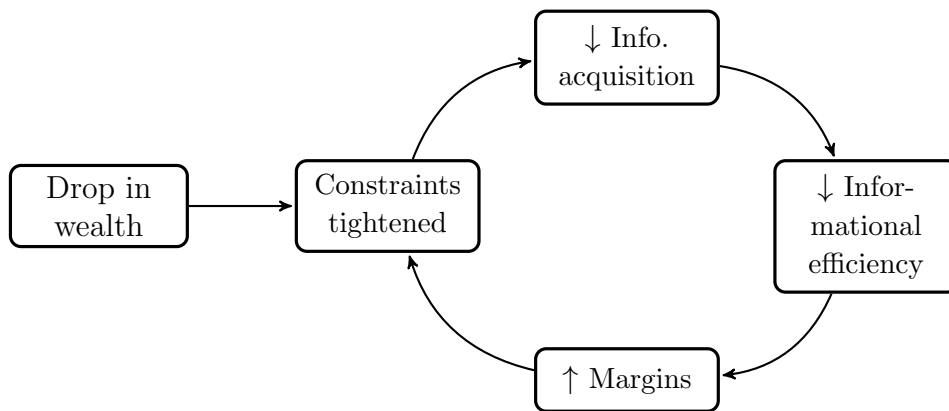 ↓ Info.
acquisition
Drop in
wealth
Constraints
tightened
↓ Infor-
mational
efficiency
↑ Margins